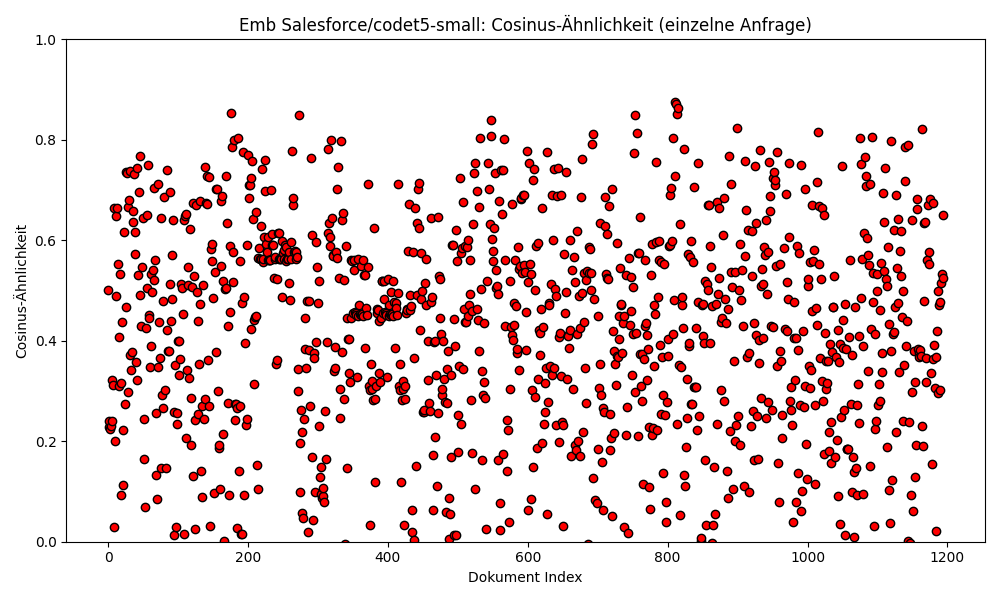 Emb Salesforce/codet5-small: Cosinus-Ähnlichkeit (einzelne Anfrage)
1.0
0.8
0.6
0.4
0.2
0.0
Cosinus-Ähnlichkeit
0 200 400 600 800 1000 1200
Dokument Index